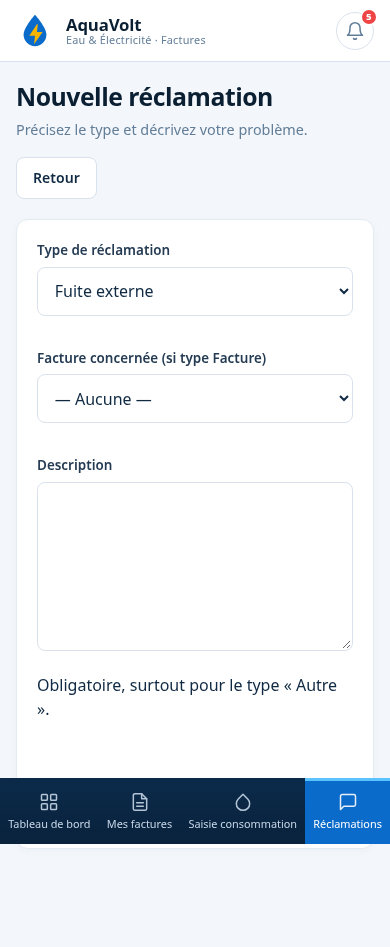 AquaVolt
Eau & Électricité · Factures
5
Nouvelle réclamation
Précisez le type et décrivez votre problème.
Retour
Type de réclamation
Fuite externe
Facture concernée (si type Facture)
— Aucune —
Description
Obligatoire, surtout pour le type « Autre
».
Tableau de bord
Mes factures
Saisie consommation
Réclamations